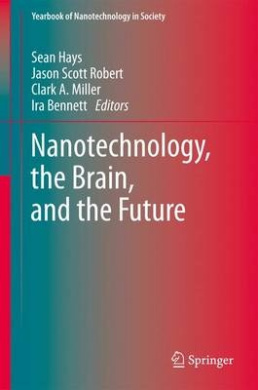 Yearbook of Nanotechnology in Society
Sean Hays
Jason Scott Robert
Clark A. Miller
Ira Bennett Editors
Nanotechnology,
the Brain,
and the Future
Springer